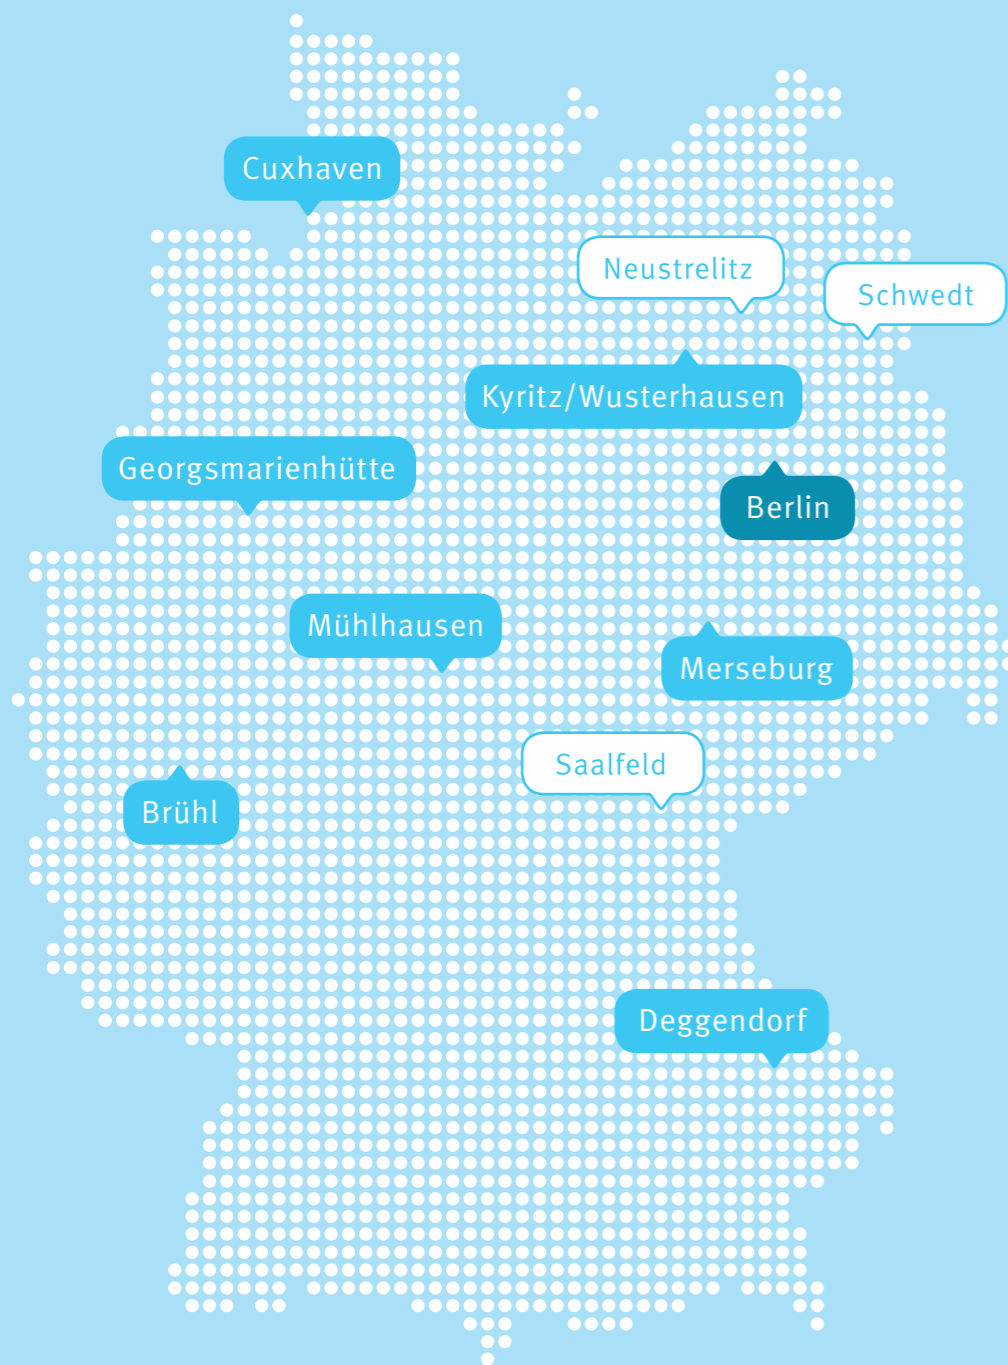 Cuxhaven
Neustrelitz
Schwedt
Kyritz/Wusterhausen
Georgsmarienhütte
Berlin
Mühlhausen
Merseburg
Saalfeld
Brühl
Deggendorf